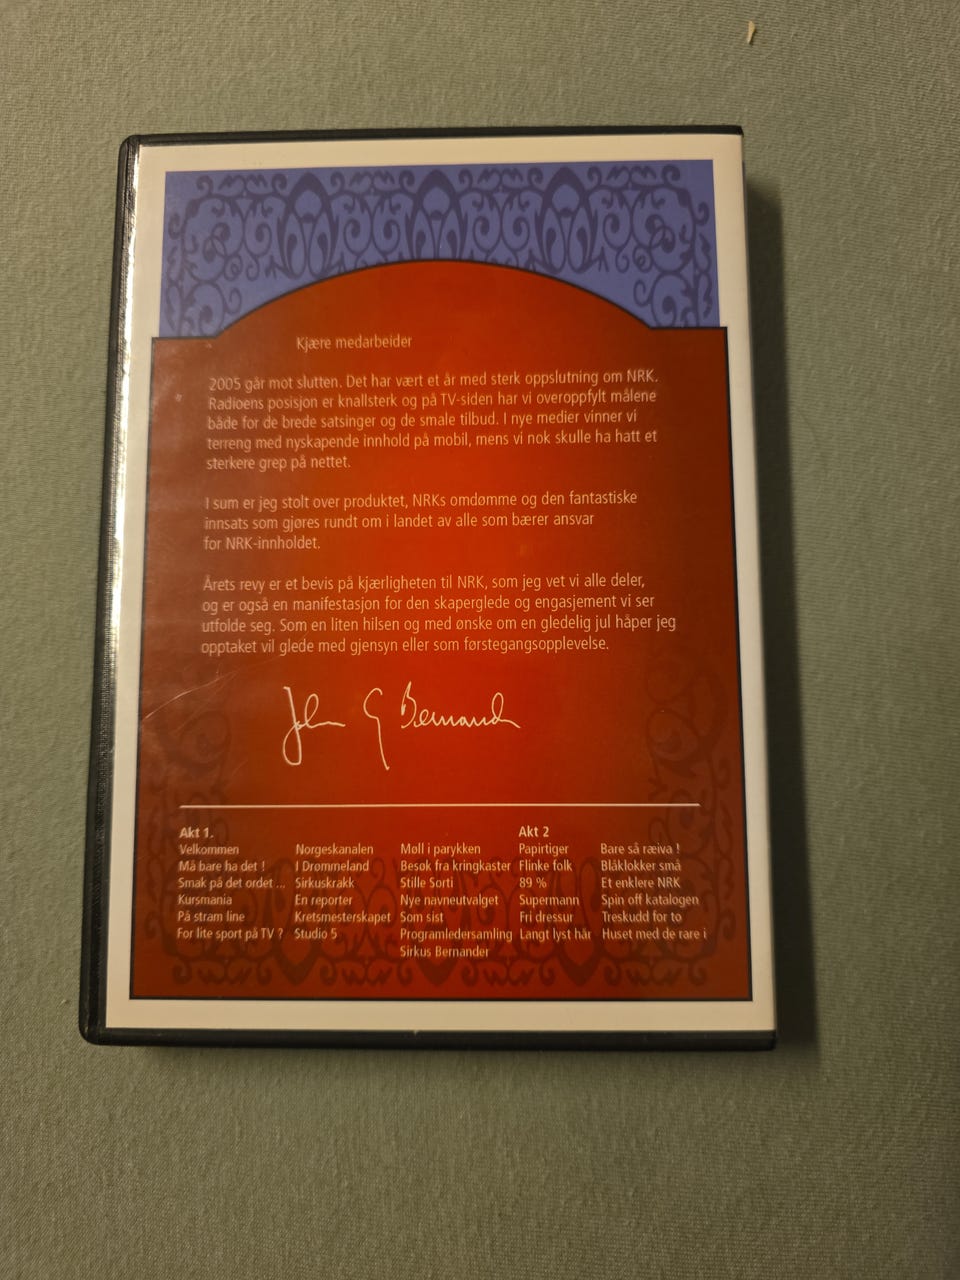 Kjære medarbeider
2005 går mot slutten. Det har vært et år med sterk oppslutning om NRK.
Radioens posisjon er knallsterk og på TV-siden har vi overoppfylt målene
både for de brede satsinger og de smale tilbud. I nye medier vinner vi
terreng med nyskapende innhold på mobil, mens vi nok skulle ha hatt et
sterkere grep på nettet.
I sum er jeg stolt over produktet, NRKs omdømme og den fantastiske
innsats som gjøres rundt om i landet av alle som bærer ansvar
for NRK-innholdet.
Årets revy er et bevis på kjærligheten til NRK, som jeg vet vi alle deler,
og er også en manifestasjon for den skaperglede og engasjement vi ser
utfolde seg. Som en liten hilsen og med ønske om en gledelig jul håper jeg
opptaket vil glede med gjensyn eller som førstegangsopplevelse.
John G Bernander
Akt 1.
Velkommen
Må bare ha det !
Smak på det ordet ...
Kursmania
På stram line
For lite sport på TV ?
Norgeskanalen
I Drømmeland
Sirkuskrakk
En reporter
Kretsmesterskapet
Studio 5
Møll i parykken
Besøk fra kringkaster
Stille Sorti
Nye navneutvalget
Som sist
Programledersamling
Sirkus Bernander
Akt 2
Papirtiger
Flinke folk
89 %
Supermann
Fri dressur
Langt lyst hår
Bare så ræiva !
Blåklokker små
Et enklere NRK
Spin off katalogen
Treskudd for to
Huset med de rare i